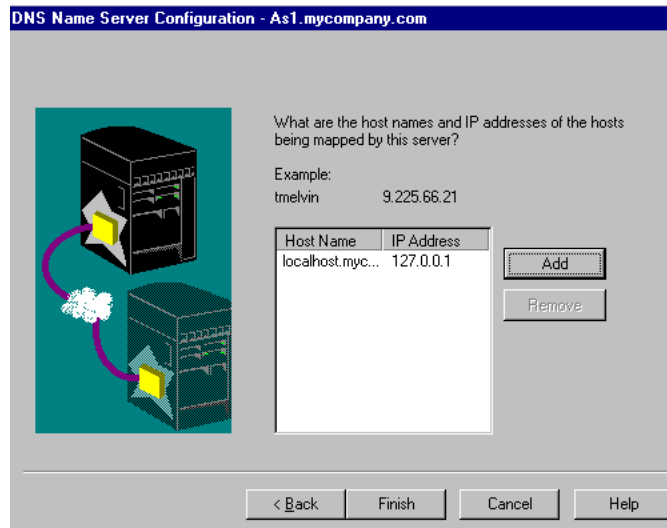 DNS Name Server Configuration - As1.mycompany.com
What are the host names and IP addresses of the hosts
being mapped by this server?
Example:
tmelvin 9.225.66.21
Host Name IP Address
localhost.myc... 127.0.0.1
Add
Remove
< Back Finish Cancel Help